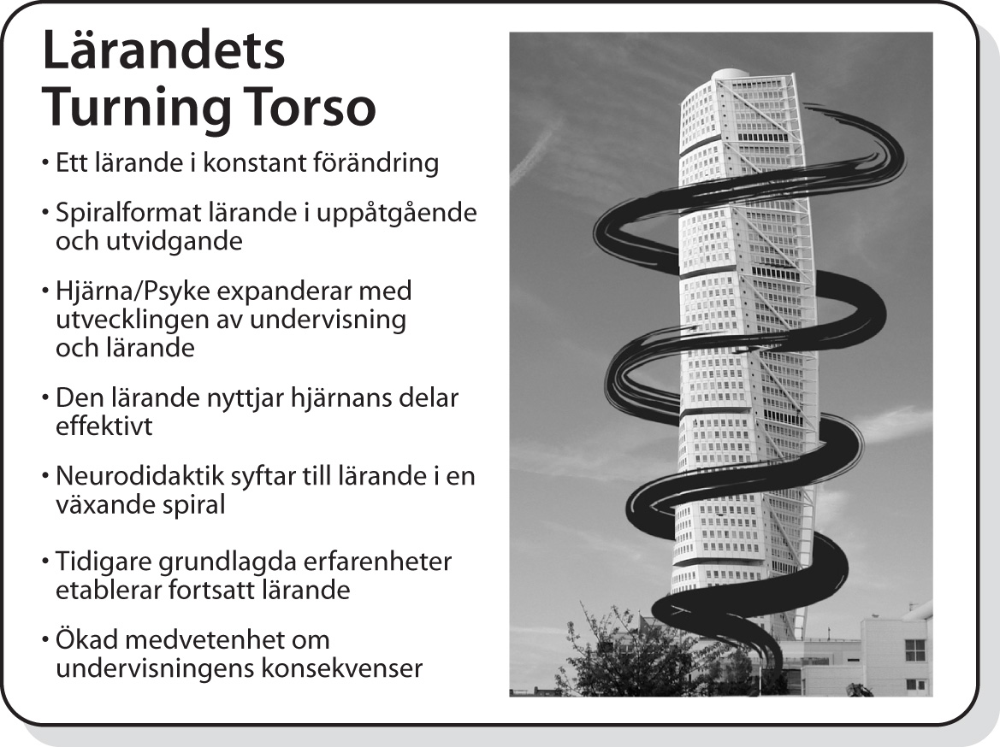 Lärandets
Turning Torso
• Ett lärande i konstant förändring
• Spiralformat lärande i uppåtgående
och utvidgande
• Hjärna/Psyke expanderar med
utvecklingen av undervisning
och lärande
• Den lärande nyttjar hjärnans delar
effektivt
• Neurodidaktik syftar till lärande i en
växande spiral
• Tidigare grundlagda erfarenheter
etablerar fortsatt lärande
• Ökad medvetenhet om
undervisningens konsekvenser